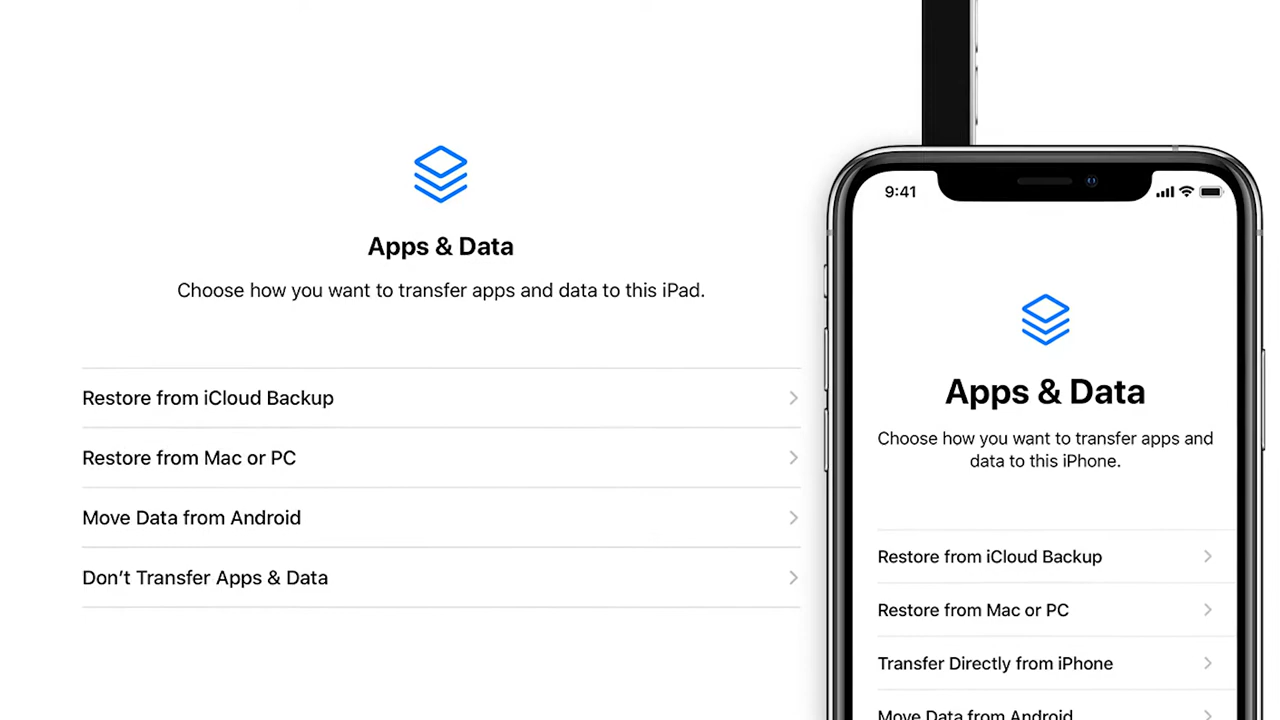 Apps & Data
Choose how you want to transfer apps and data to this iPad.
Restore from iCloud Backup
Restore from Mac or PC
Move Data from Android
Don’t Transfer Apps & Data
9:41
Apps & Data
Choose how you want to transfer apps and
data to this iPhone.
Restore from iCloud Backup
Restore from Mac or PC
Transfer Directly from iPhone
Move Data from Android